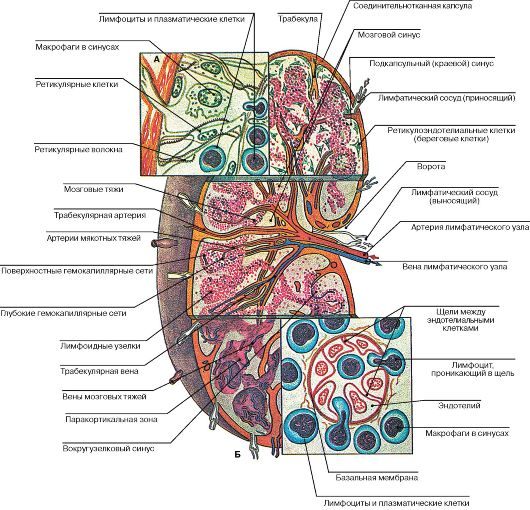 Лимфоциты и плазматические клетки
Трабекула
Соединительнотканная капсула
Мозговой синус
Макрофаги в синусах
А
Подкапсульный (краевой) синус
Ретикулярные клетки
Лимфатический сосуд (приносящий)
Ретикулоэндотелиальные клетки
(береговые клетки)
Ретикулярные волокна
Ворота
Мозговые тяжи
Лимфатический сосуд
(выносящий)
Трабекулярная артерия
Артерия лимфатического узла
Артерии мякотных тяжей
Вена лимфатического узла
Поверхностные гемокапиллярные сети
Глубокие гемокапиллярные сети
Щели между
эндотелиальными
клетками
Лимфоидные узелки
Лимфоцит,
проникающий в щель
Трабекулярная вена
Вены мозговых тяжей
Эндотелий
Паракортикальная зона
Макрофаги в синусах
Вокругузелковый синус
Б
Базальная мембрана
Лимфоциты и плазматические клетки